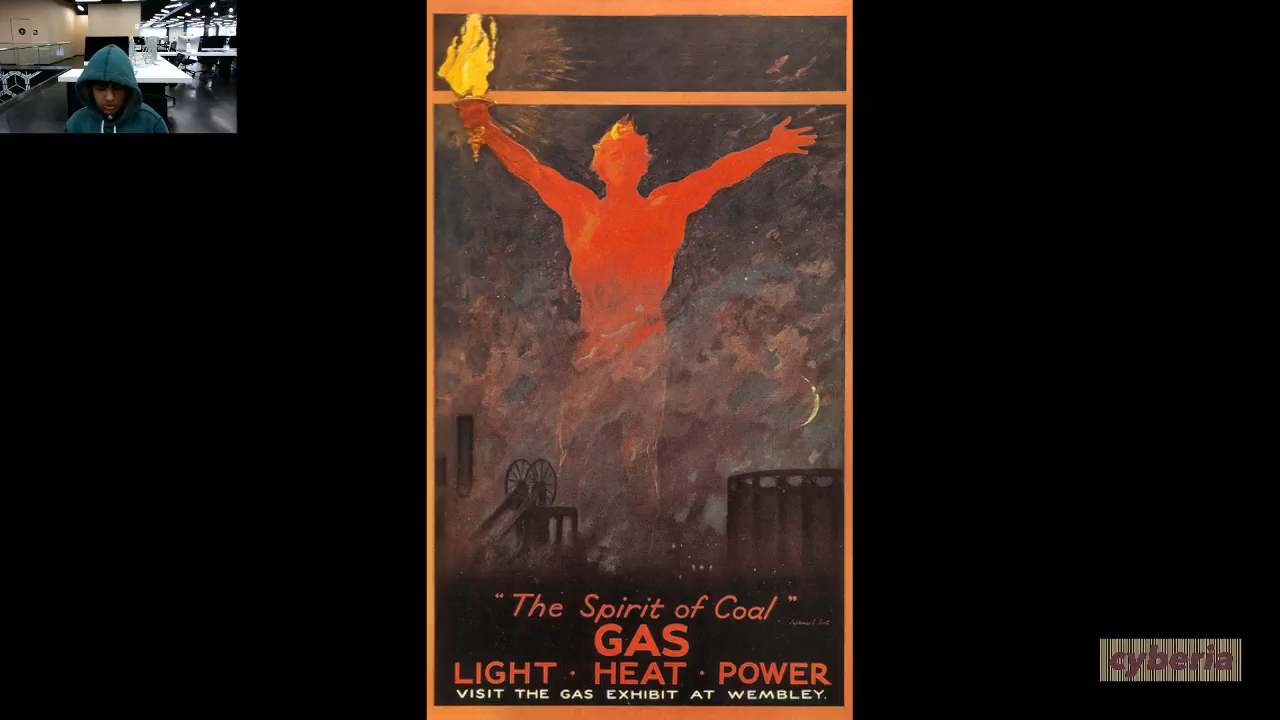 "The Spirit of Coal"
GAS
LIGHT · HEAT · POWER
VISIT THE GAS EXHIBIT AT WEMBLEY.
cyberia